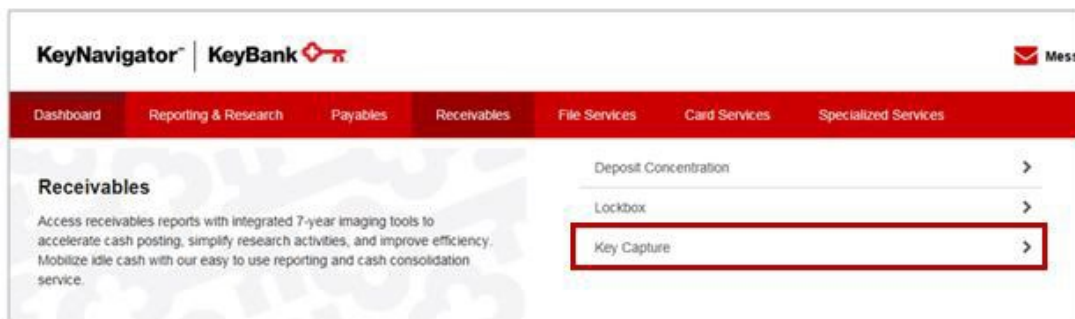 KeyNavigator™ | KeyBank
Mess
Dashboard Reporting & Research Payables Receivables File Services Card Services Specialized Services
Receivables
Access receivables reports with integrated 7-year imaging tools to
accelerate cash posting, simplify research activities, and improve efficiency.
Mobilize idle cash with our easy to use reporting and cash consolidation
service.
Deposit Concentration
Lockbox
Key Capture